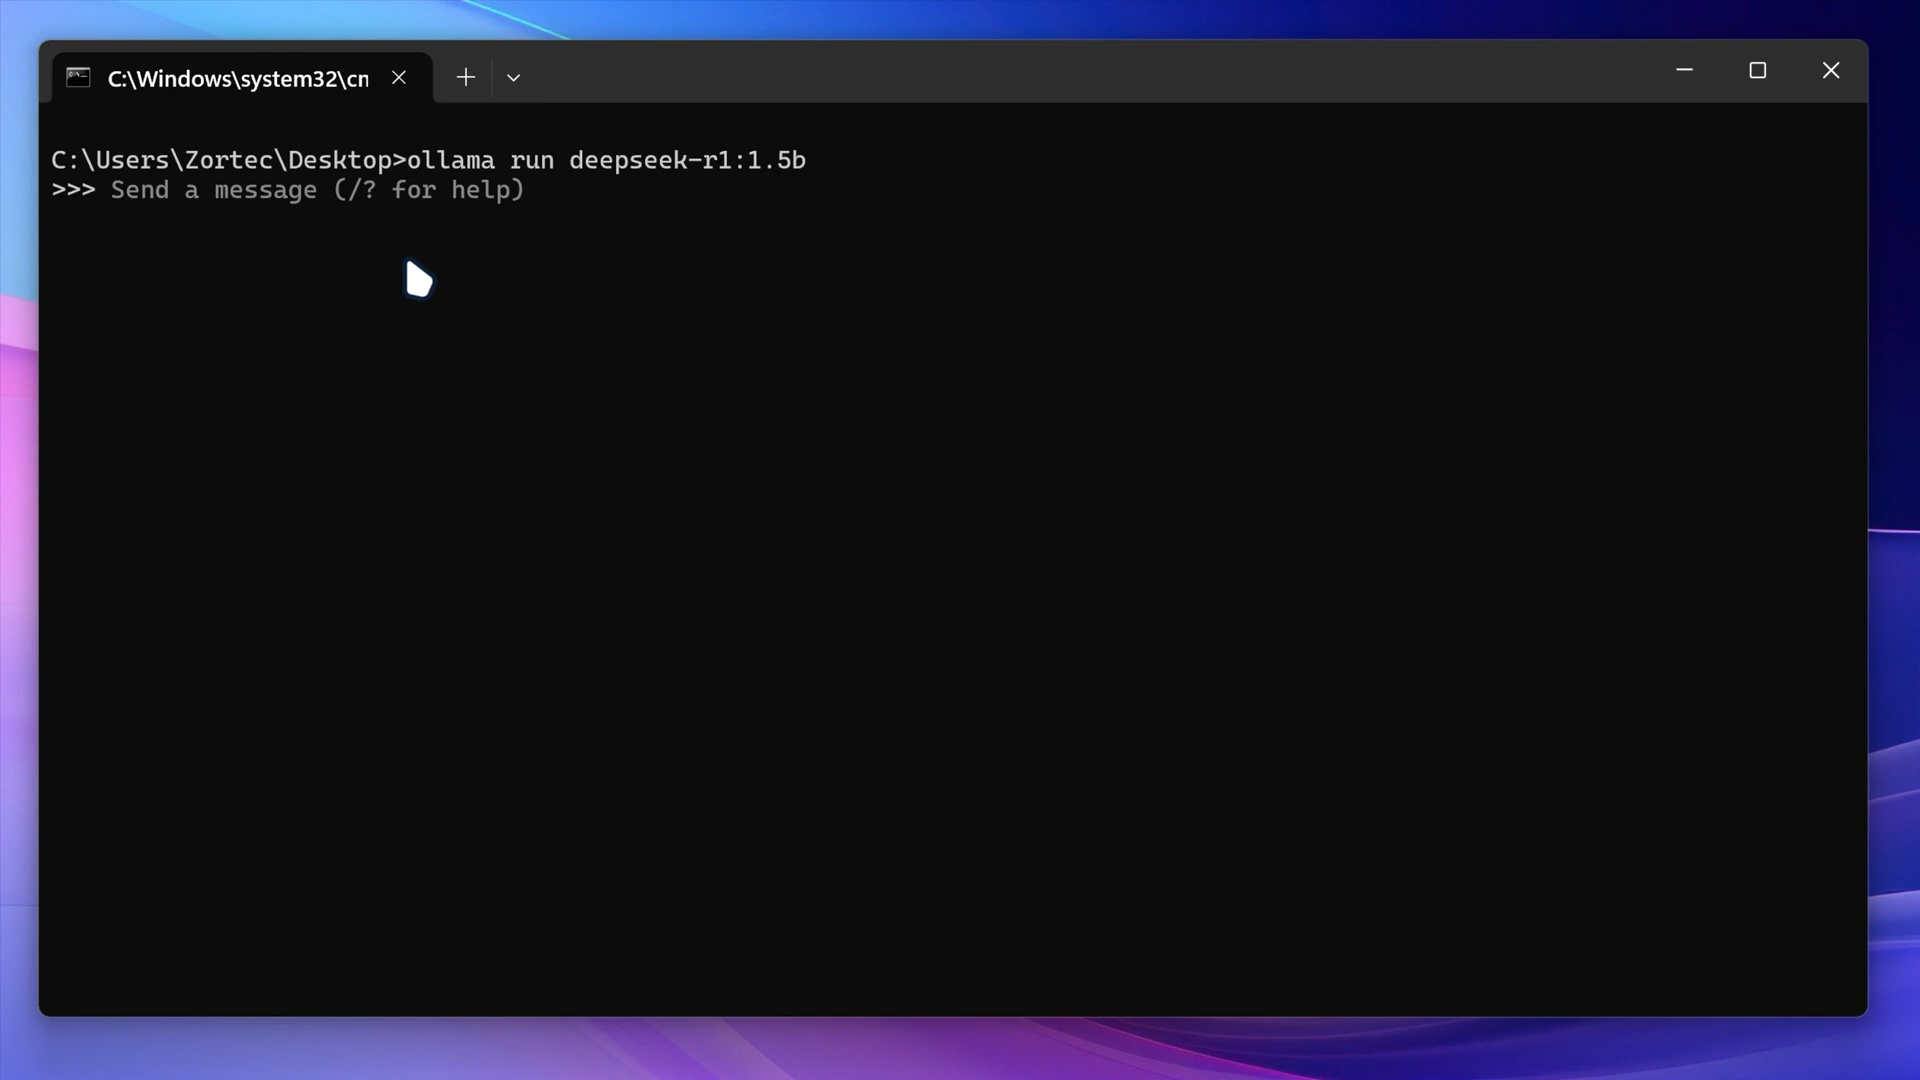 C:\Windows\system32\cn
C:\Users\Zortec\Desktop>ollama run deepseek-r1:1.5b
>>> Send a message (/? for help)